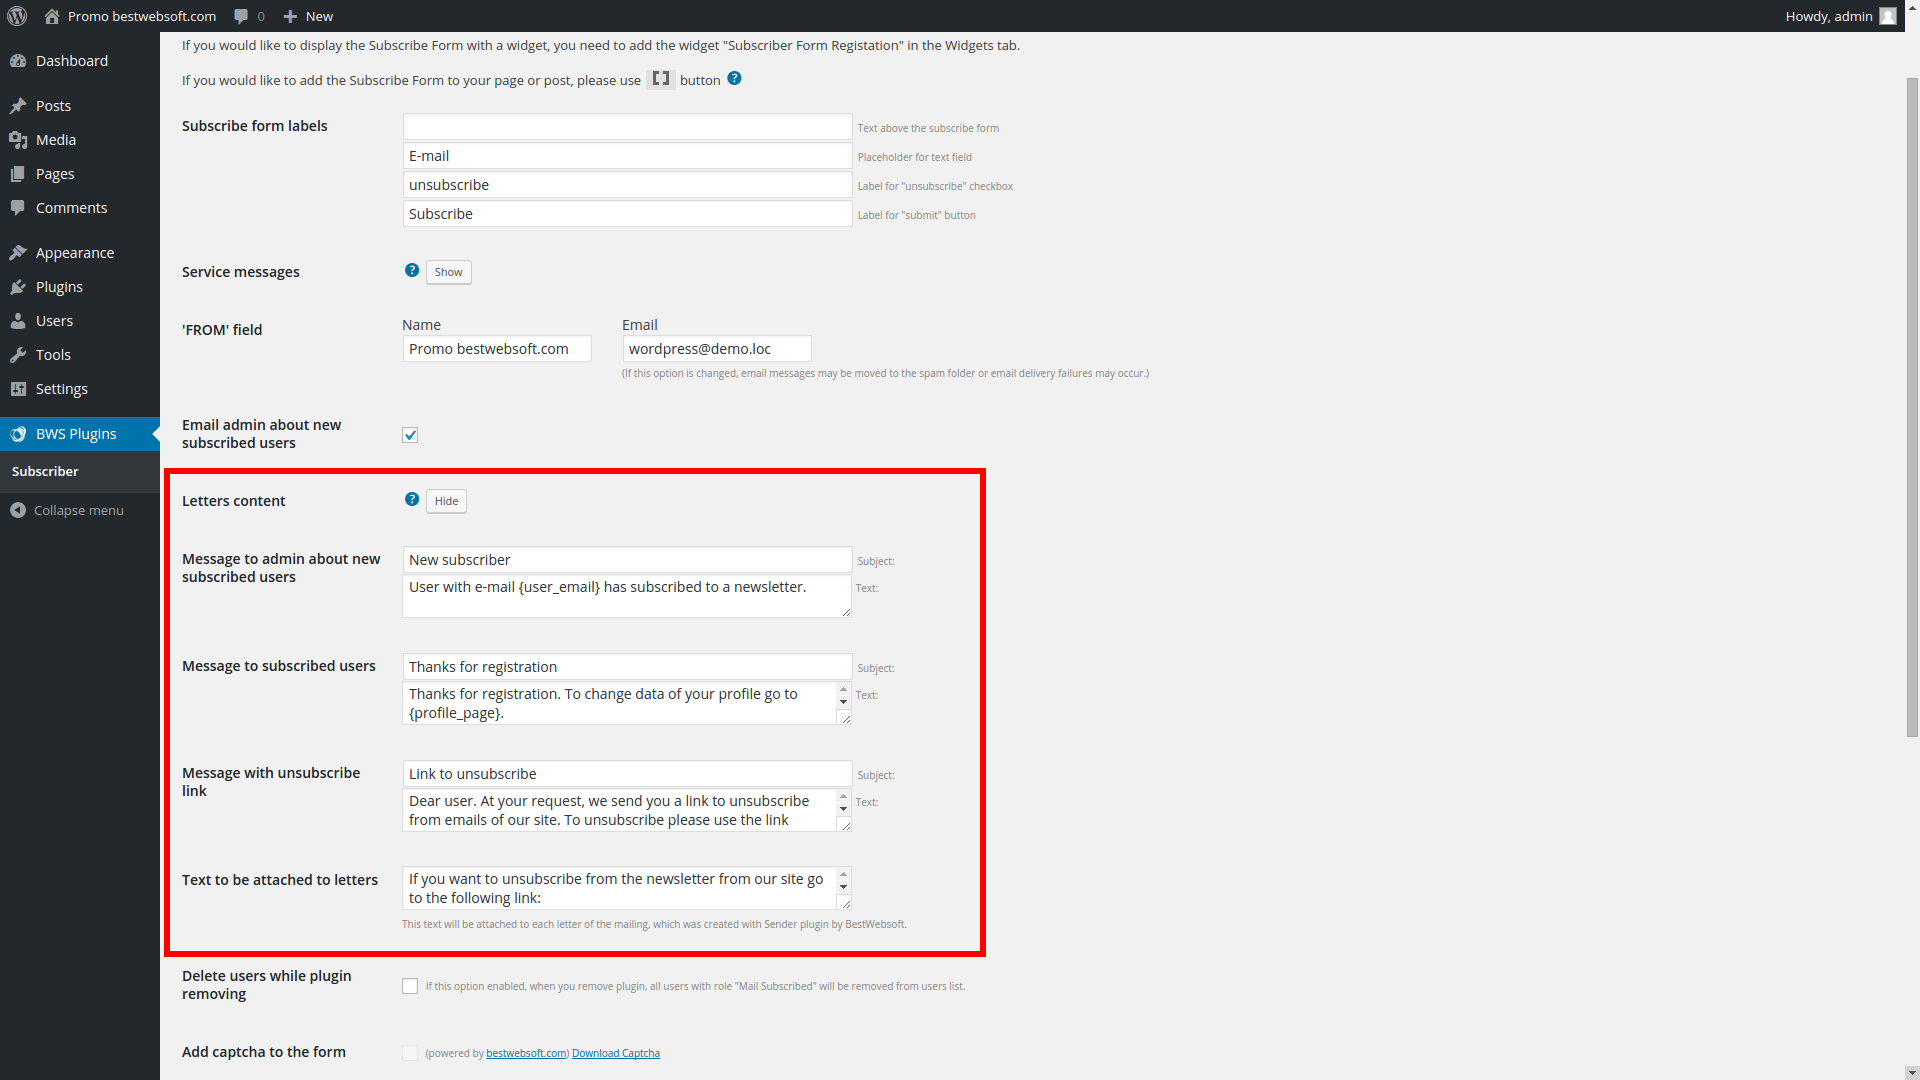 Promo bestwebsoft.com 0 New Howdy, admin
Dashboard
Posts
Media
Pages
Comments
Appearance
Plugins
Users
Tools
Settings
BWS Plugins
Subscriber
Collapse menu
If you would like to display the Subscribe Form with a widget, you need to add the widget "Subscriber Form Registation" in the Widgets tab.
If you would like to add the Subscribe Form to your page or post, please use [] button ?
Subscribe form labels
Text above the subscribe form
E-mail Placeholder for text field
unsubscribe Label for "unsubscribe" checkbox
Subscribe Label for "submit" button
Service messages ? Show
'FROM' field
Name Email
Promo bestwebsoft.com wordpress@demo.loc
(If this option is changed, email messages may be moved to the spam folder or email delivery failures may occur.)
Email admin about new
subscribed users
Letters content ? Hide
Message to admin about new
subscribed users
New subscriber Subject:
User with e-mail {user_email} has subscribed to a newsletter. Text:
Message to subscribed users
Thanks for registration Subject:
Thanks for registration. To change data of your profile go to Text:
{profile_page}.
Message with unsubscribe
link
Link to unsubscribe Subject:
Dear user. At your request, we send you a link to unsubscribe Text:
from emails of our site. To unsubscribe please use the link
Text to be attached to letters
If you want to unsubscribe from the newsletter from our site go
to the following link:
This text will be attached to each letter of the mailing, which was created with Sender plugin by BestWebsoft.
Delete users while plugin
removing
If this option enabled, when you remove plugin, all users with role "Mail Subscribed" will be removed from users list.
Add captcha to the form
(powered by bestwebsoft.com) Download Captcha